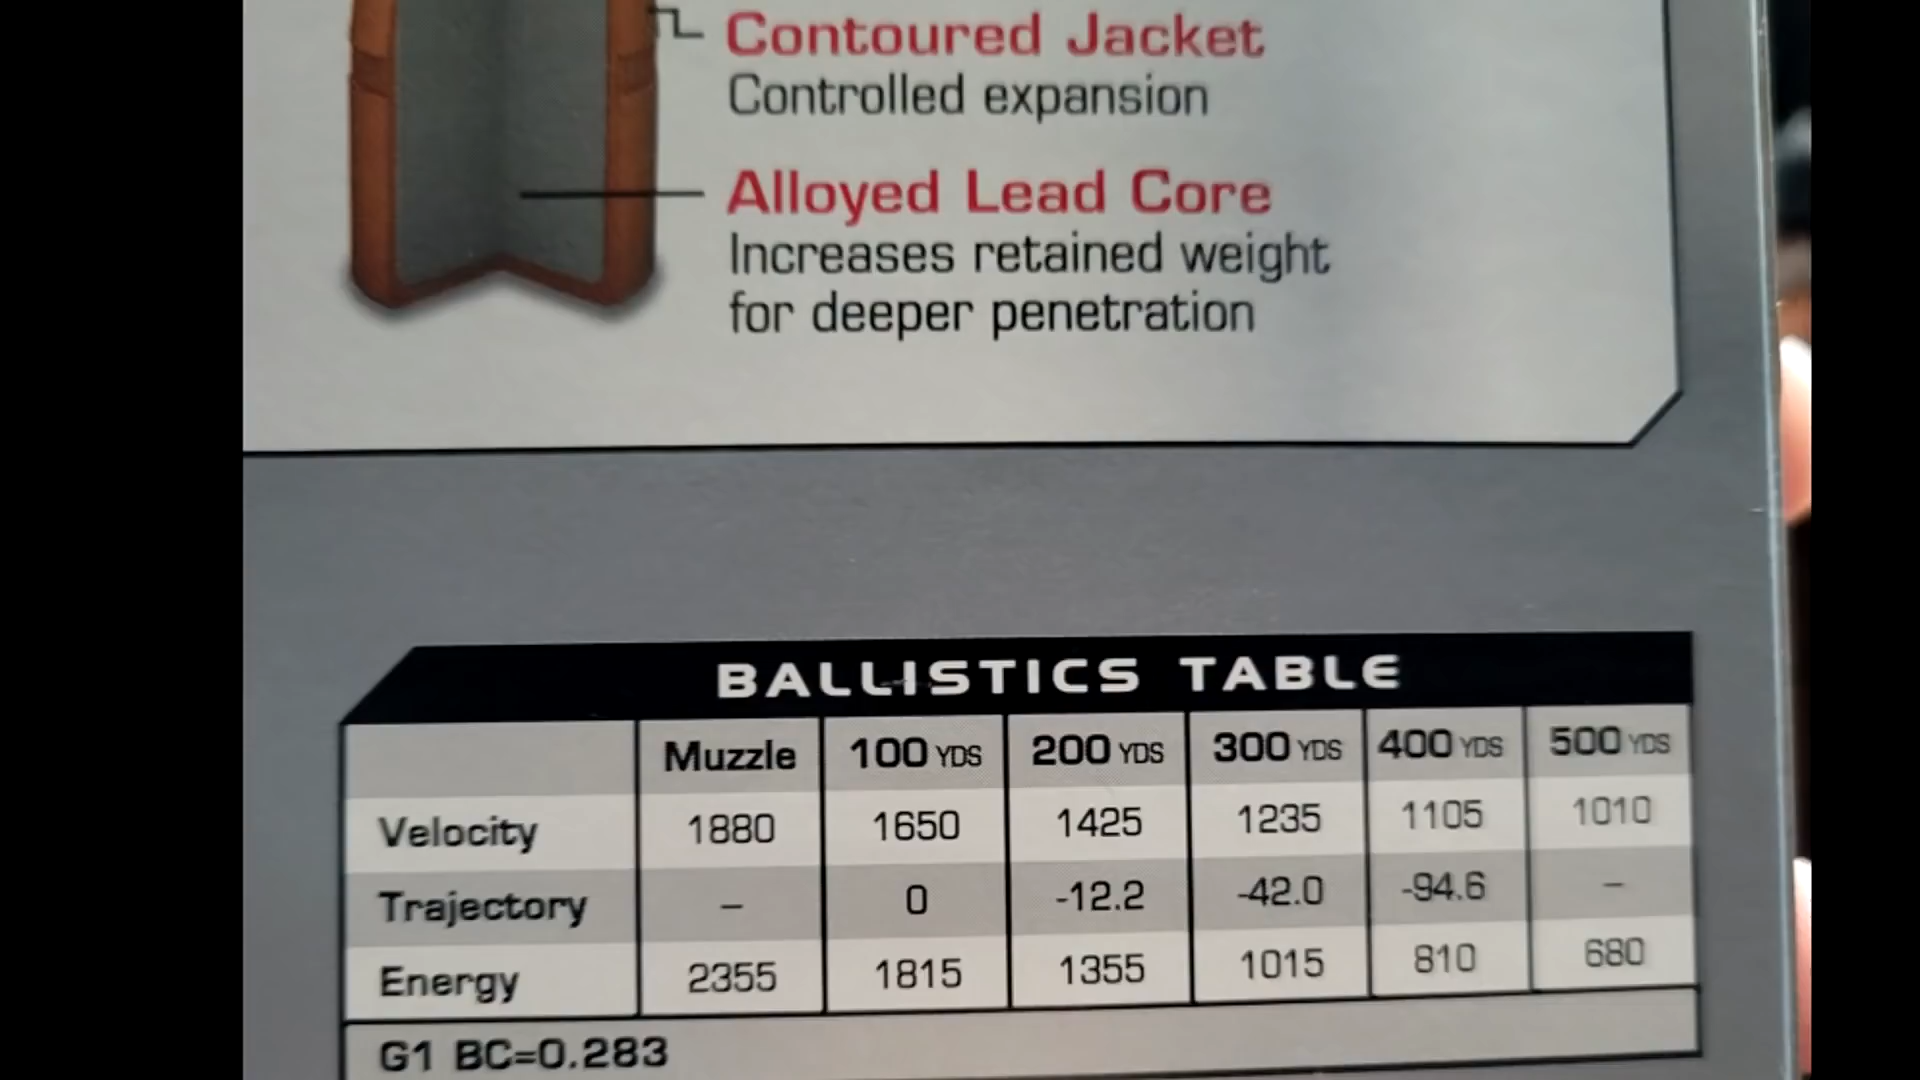 Contoured Jacket
Controlled expansion
Alloyed Lead Core
Increases retained weight
for deeper penetration
BALLISTICS TABLE
Muzzle 100 YDS 200 YDS 300 YDS 400 YDS 500 YDS
Velocity 1880 1650 1425 1235 1105 1010
Trajectory – 0 -12.2 -42.0 -94.6 –
Energy 2355 1815 1355 1015 810 680
G1 BC=0.283